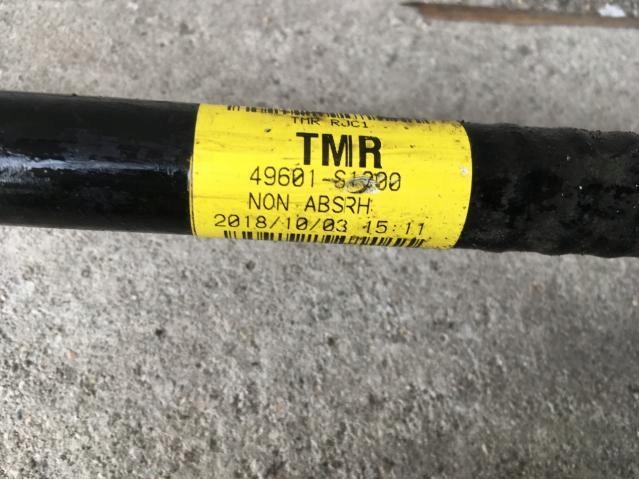 TMR RJC1
TMR
49601-S1200
NON ABSRH
2018/10/03 15:11